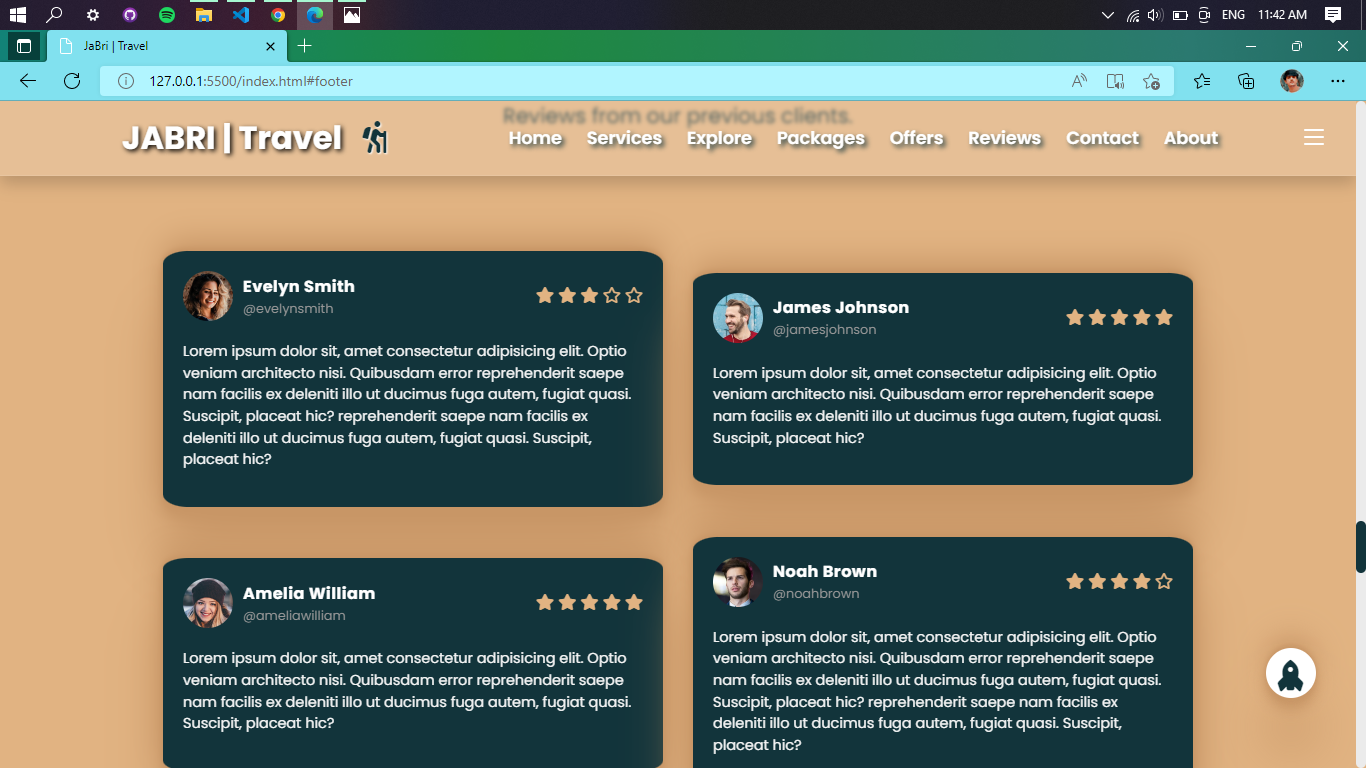 ENG 11:42 AM
JaBri | Travel
127.0.0.1:5500/index.html#footer
Reviews from our previous clients.
JABRI | Travel Home Services Explore Packages Offers Reviews Contact About
Evelyn Smith
@evelynsmith
Lorem ipsum dolor sit, amet consectetur adipisicing elit. Optio
veniam architecto nisi. Quibusdam error reprehenderit saepe
nam facilis ex deleniti illo ut ducimus fuga autem, fugiat quasi.
Suscipit, placeat hic? reprehenderit saepe nam facilis ex
deleniti illo ut ducimus fuga autem, fugiat quasi. Suscipit,
placeat hic?
James Johnson
@jamesjohnson
Lorem ipsum dolor sit, amet consectetur adipisicing elit. Optio
veniam architecto nisi. Quibusdam error reprehenderit saepe
nam facilis ex deleniti illo ut ducimus fuga autem, fugiat quasi.
Suscipit, placeat hic?
Amelia William
@ameliawilliam
Lorem ipsum dolor sit, amet consectetur adipisicing elit. Optio
veniam architecto nisi. Quibusdam error reprehenderit saepe
nam facilis ex deleniti illo ut ducimus fuga autem, fugiat quasi.
Suscipit, placeat hic?
Noah Brown
@noahbrown
Lorem ipsum dolor sit, amet consectetur adipisicing elit. Optio
veniam architecto nisi. Quibusdam error reprehenderit saepe
nam facilis ex deleniti illo ut ducimus fuga autem, fugiat quasi.
Suscipit, placeat hic? reprehenderit saepe nam facilis ex
deleniti illo ut ducimus fuga autem, fugiat quasi. Suscipit,
placeat hic?